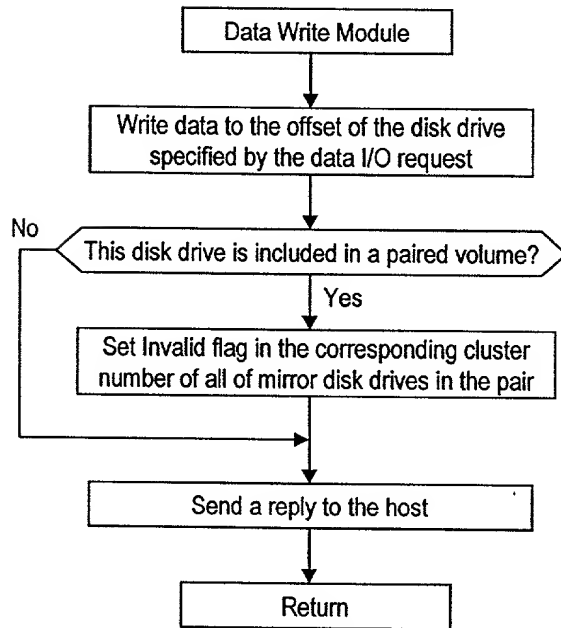 Data Write Module
Write data to the offset of the disk drive
specified by the data I/O request
No
This disk drive is included in a paired volume?
Yes
Set Invalid flag in the corresponding cluster
number of all of mirror disk drives in the pair
Send a reply to the host
Return